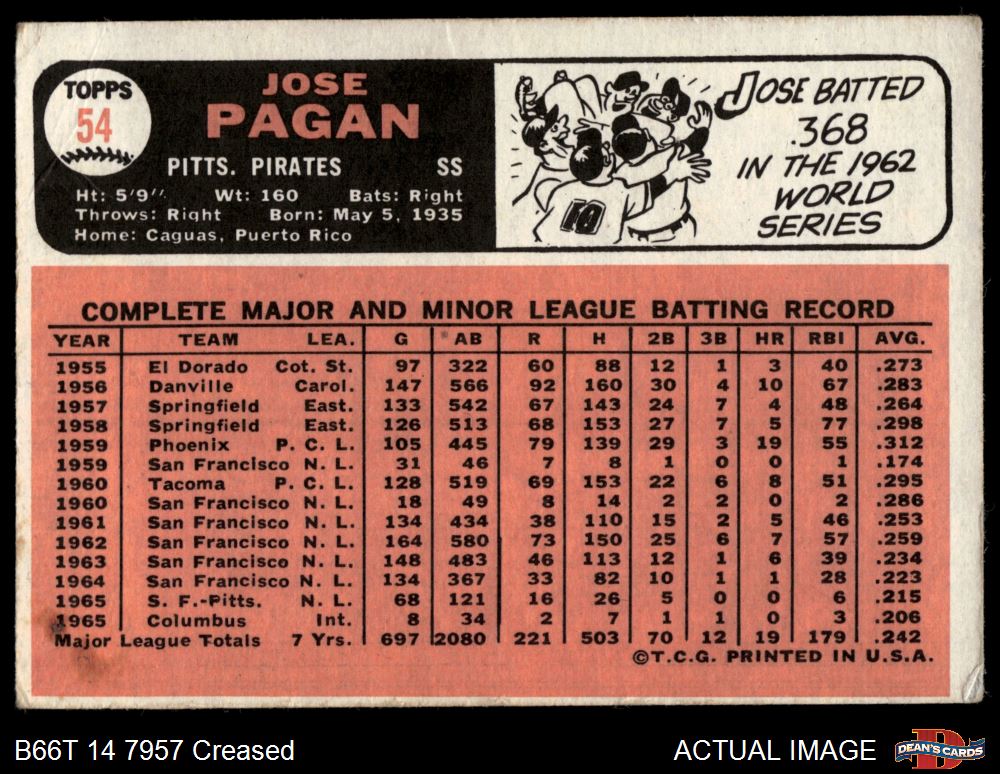 TOPPS
54
JOSE
PAGAN
PITTS. PIRATES SS
Ht: 5'9" Wt: 160 Bats: Right
Throws: Right Born: May 5, 1935
Home: Caguas, Puerto Rico
10
JOSE BATTED
.368
IN THE 1962
WORLD
SERIES
COMPLETE MAJOR AND MINOR LEAGUE BATTING RECORD
YEAR TEAM LEA. G AB R H 2B 3B HR RBI AVG.
1955 El Dorado Cot. St. 97 322 60 88 12 1 3 40 .273
1956 Danville Carol. 147 566 92 160 30 4 10 67 .283
1957 Springfield East. 133 542 67 143 24 7 4 48 .264
1958 Springfield East. 126 513 68 153 27 7 5 77 .298
1959 Phoenix P. C. L. 105 445 79 139 29 3 19 55 .312
1959 San Francisco N. L. 31 46 7 8 1 0 0 1 .174
1960 Tacoma P. C. L. 128 519 69 153 22 6 8 51 .295
1960 San Francisco N. L. 18 49 8 14 2 2 0 2 .286
1961 San Francisco N. L. 134 434 38 110 15 2 5 46 .253
1962 San Francisco N. L. 164 580 73 150 25 6 7 57 .259
1963 San Francisco N. L. 148 483 46 113 12 1 6 39 .234
1964 San Francisco N. L. 134 367 33 82 10 1 1 28 .223
1965 S. F.-Pitts. N. L. 68 121 16 26 5 0 0 6 .215
1965 Columbus Int. 8 34 2 7 1 1 0 3 .206
Major League Totals 7 Yrs. 697 2080 221 503 70 12 19 179 .242
©T.C.G. PRINTED IN U.S.A.
B66T 14 7957 Creased
ACTUAL IMAGE
D
DEAN'S CARDS